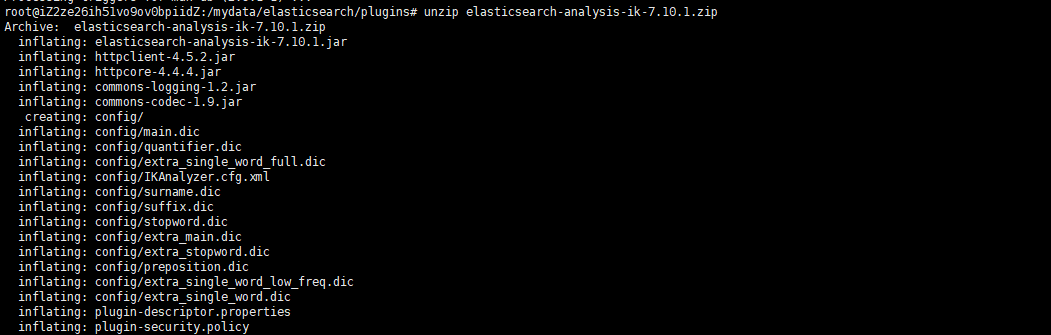 root@iZ2ze26ih51vo9ov0bpiidZ:/mydata/elasticsearch/plugins# unzip elasticsearch-analysis-ik-7.10.1.zip
Archive:  elasticsearch-analysis-ik-7.10.1.zip
  inflating: elasticsearch-analysis-ik-7.10.1.jar
  inflating: httpclient-4.5.2.jar
  inflating: httpcore-4.4.4.jar
  inflating: commons-logging-1.2.jar
  inflating: commons-codec-1.9.jar
   creating: config/
  inflating: config/main.dic
  inflating: config/quantifier.dic
  inflating: config/extra_single_word_full.dic
  inflating: config/IKAnalyzer.cfg.xml
  inflating: config/surname.dic
  inflating: config/suffix.dic
  inflating: config/stopword.dic
  inflating: config/extra_main.dic
  inflating: config/extra_stopword.dic
  inflating: config/preposition.dic
  inflating: config/extra_single_word_low_freq.dic
  inflating: config/extra_single_word.dic
  inflating: plugin-descriptor.properties
  inflating: plugin-security.policy